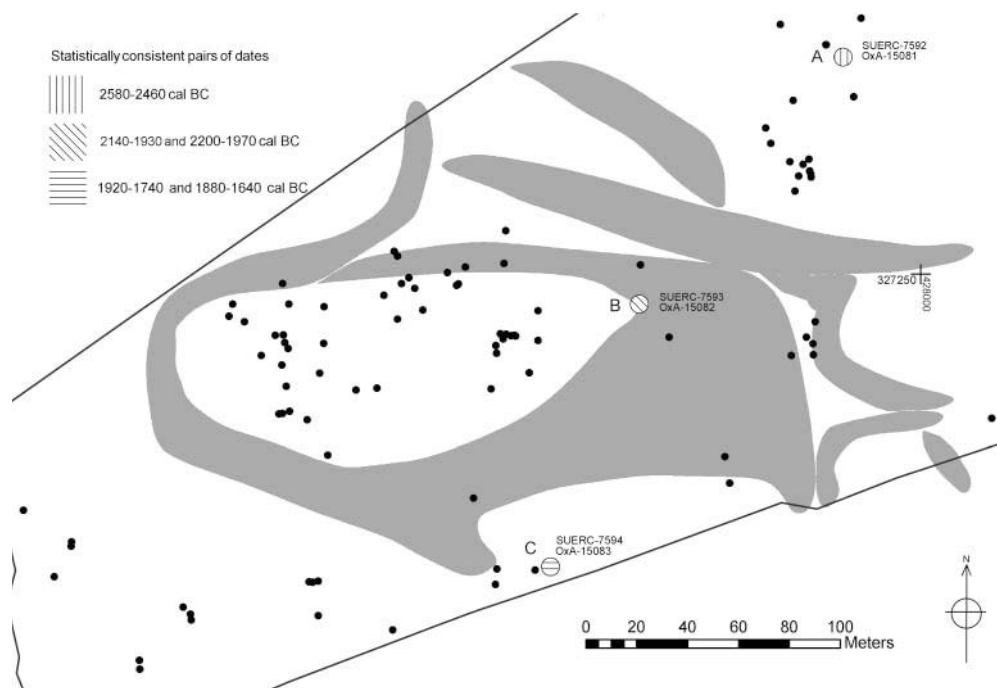 Statistically consistent pairs of dates
2580-2460 cal BC
2140-1930 and 2200-1970 cal BC
1920-1740 and 1880-1640 cal BC
A
SUERC-7592
OxA-15081
327250
428000
B
SUERC-7593
OxA-15082
C
SUERC-7594
OxA-15083
N
0 20 40 60 80 100
Meters